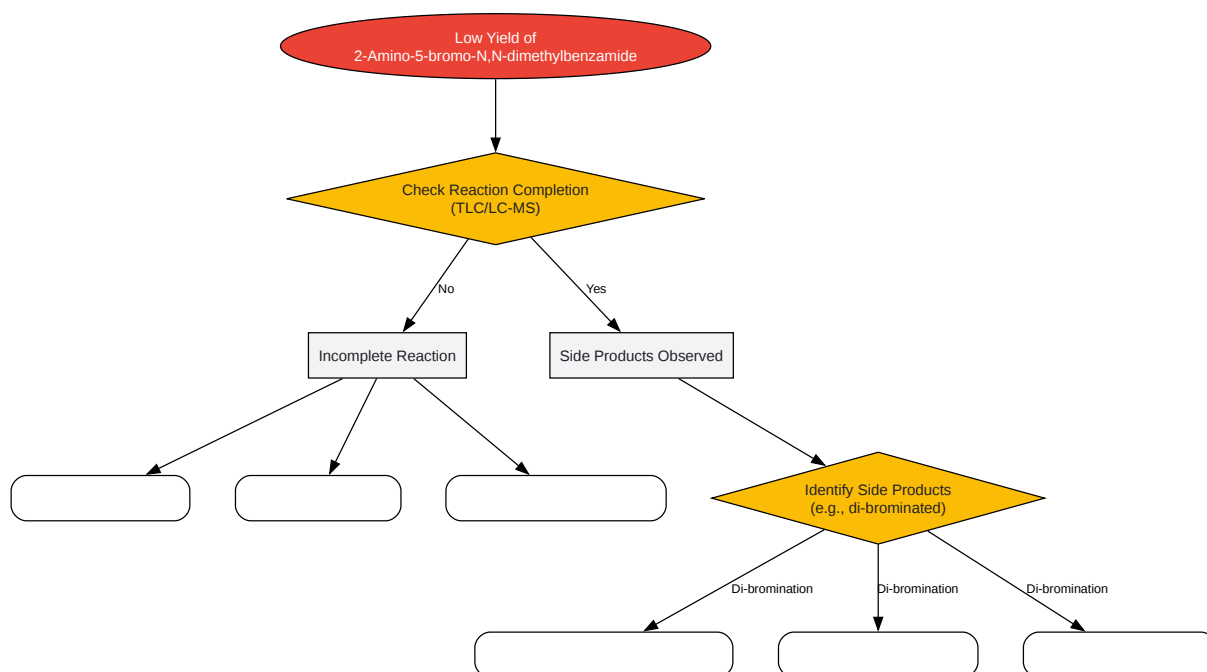 Low Yield of
2-Amino-5-bromo-N,N-dimethylbenzamide
Check Reaction Completion
(TLC/LC-MS)
No
Yes
Incomplete Reaction
Side Products Observed
Identify Side Products
(e.g., di-brominated)
Di-bromination
Di-bromination
Di-bromination